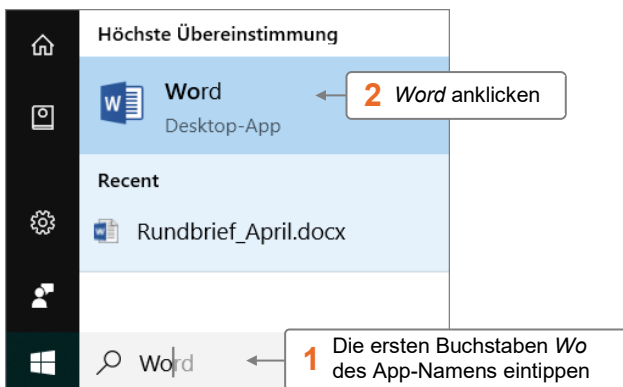 Höchste Übereinstimmung
Word
Desktop-App
2 Word anklicken
Recent
Rundbrief_April.docx
Word
1 Die ersten Buchstaben Wo
des App-Namens eintippen